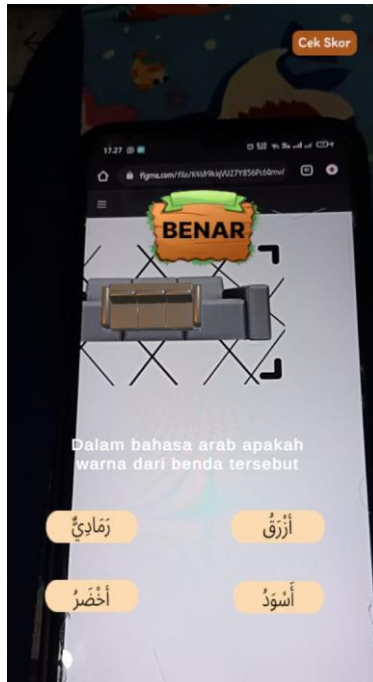 Cek Skor
17.27
BENAR
Dalam bahasa arab apakah
warna dari benda tersebut
رَمَادِيٌّ
أَزْرَقُ
أَخْضَرُ
أَسْوَدُ